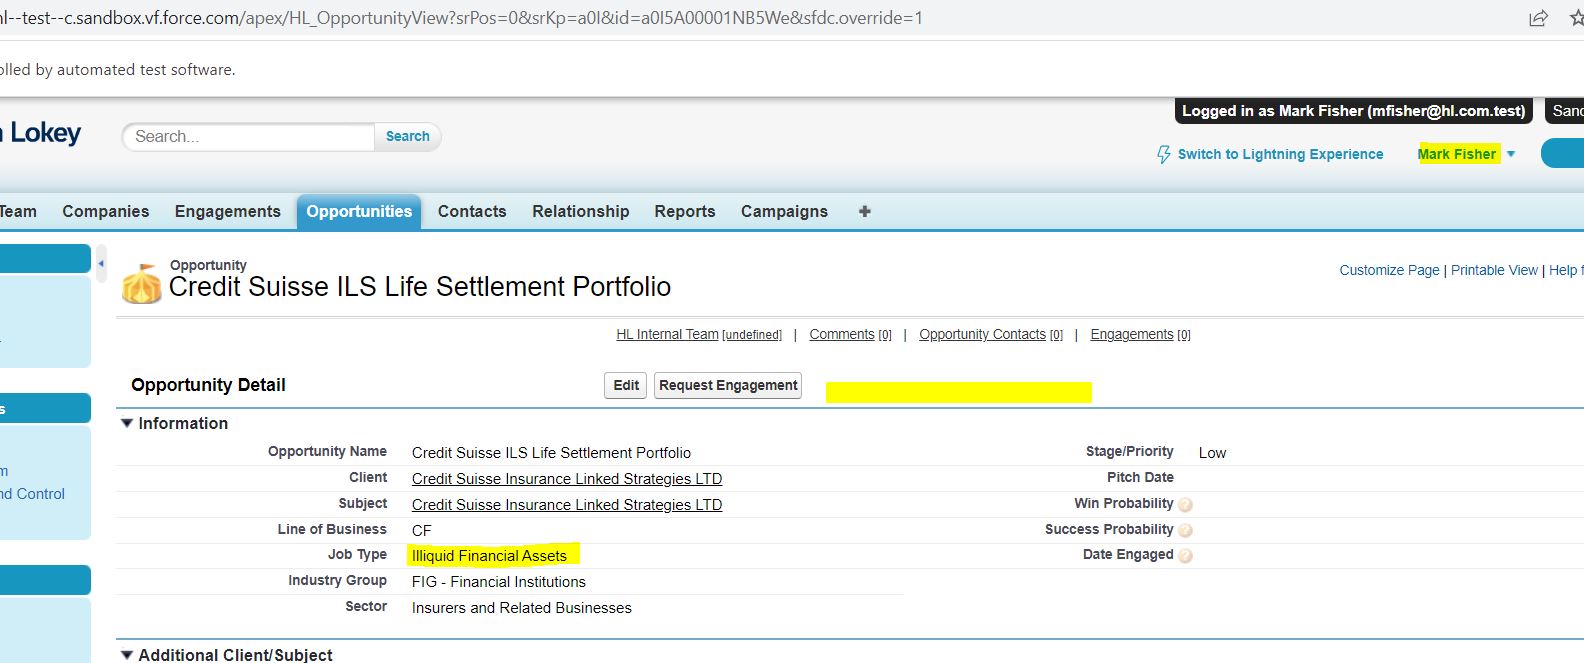 nl--test--c.sandbox.vf.force.com/apex/HL_OpportunityView?srPos=0&srKp=a0I&id=a0I5A00001NB5We&sfdc.override=1
olled by automated test software.
Logged in as Mark Fisher (mfisher@hl.com.test)
Sand
n Lokey
Search...
Search
Switch to Lightning Experience
Mark Fisher
Team Companies Engagements Opportunities Contacts Relationship Reports Campaigns +
Opportunity
Credit Suisse ILS Life Settlement Portfolio
Customize Page | Printable View | Help f
HL Internal Team [undefined] | Comments [0] | Opportunity Contacts [0] | Engagements [0]
Opportunity Detail
Edit
Request Engagement
Information
Opportunity Name Credit Suisse ILS Life Settlement Portfolio
Stage/Priority Low
Client Credit Suisse Insurance Linked Strategies LTD
Pitch Date
Subject Credit Suisse Insurance Linked Strategies LTD
Win Probability ?
Line of Business CF
Success Probability ?
Job Type Illiquid Financial Assets
Date Engaged ?
Industry Group FIG - Financial Institutions
Sector Insurers and Related Businesses
Additional Client/Subject
s
m
nd Control